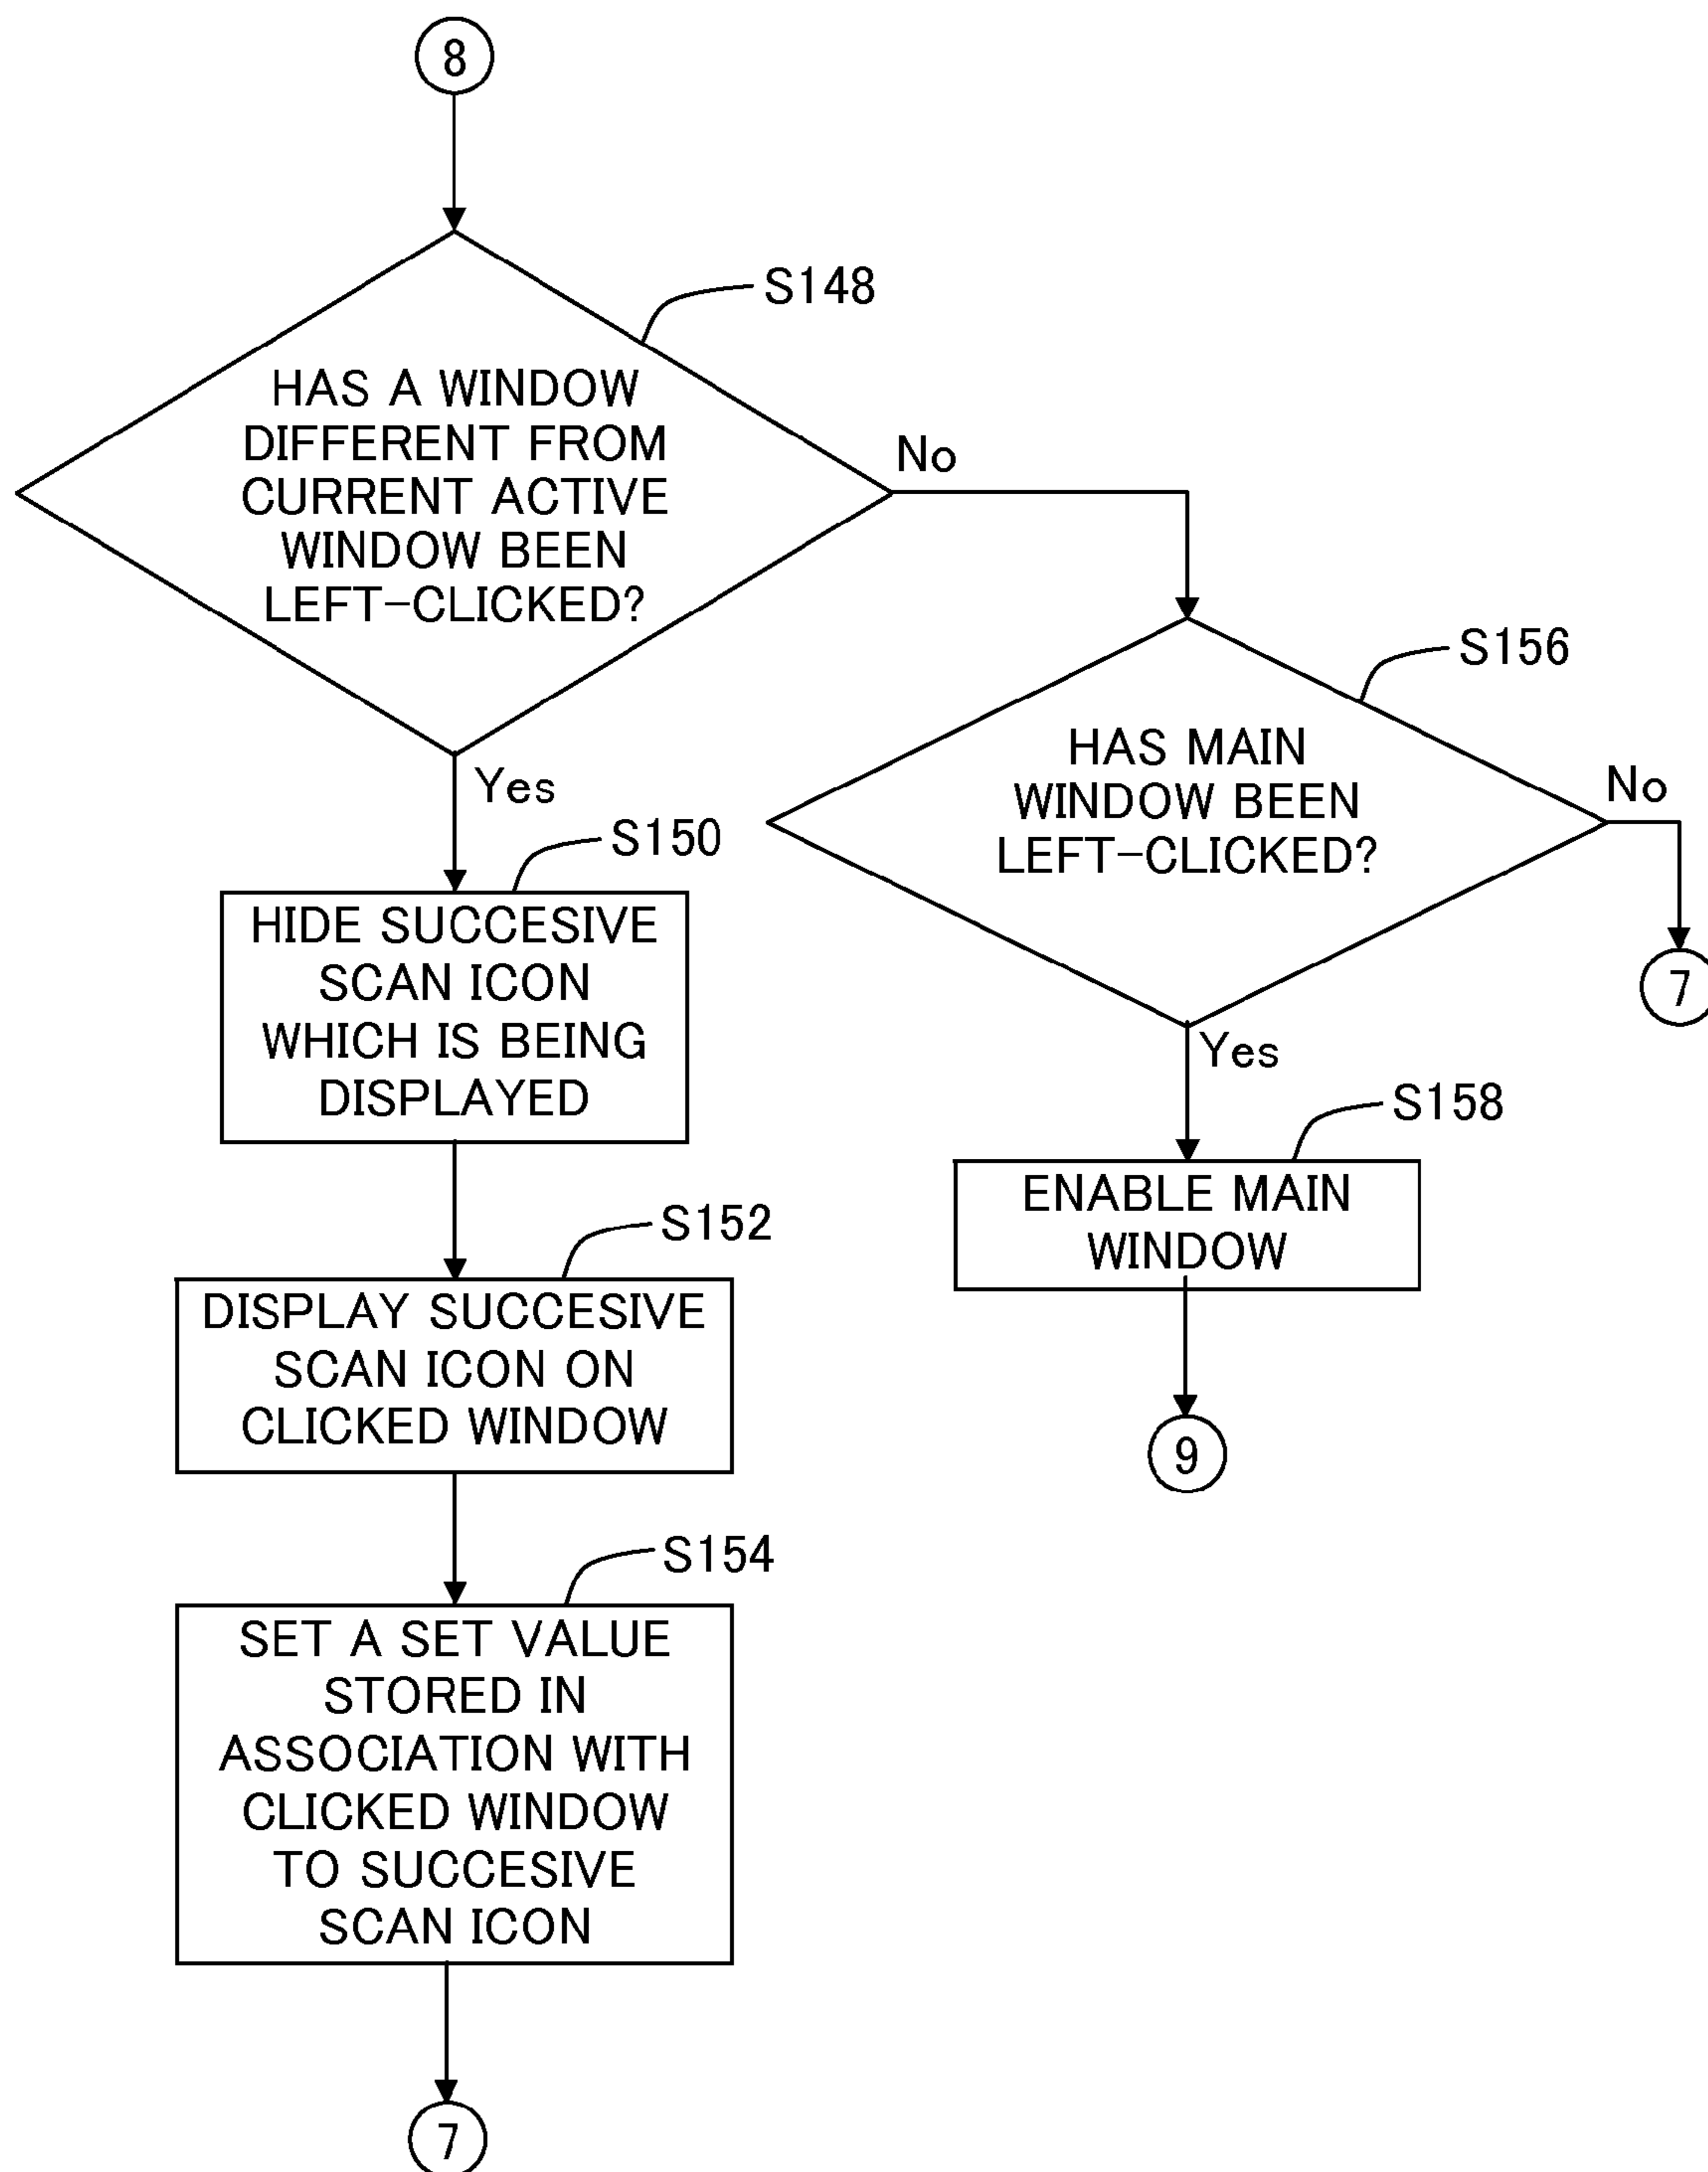 8
S148
HAS A WINDOW
DIFFERENT FROM
CURRENT ACTIVE
WINDOW BEEN
LEFT-CLICKED?
No
Yes
S150
HIDE SUCCESIVE
SCAN ICON
WHICH IS BEING
DISPLAYED
S152
DISPLAY SUCCESIVE
SCAN ICON ON
CLICKED WINDOW
S154
SET A SET VALUE
STORED IN
ASSOCIATION WITH
CLICKED WINDOW
TO SUCCESIVE
SCAN ICON
7
S156
HAS MAIN
WINDOW BEEN
LEFT-CLICKED?
No
7
Yes
S158
ENABLE MAIN
WINDOW
9